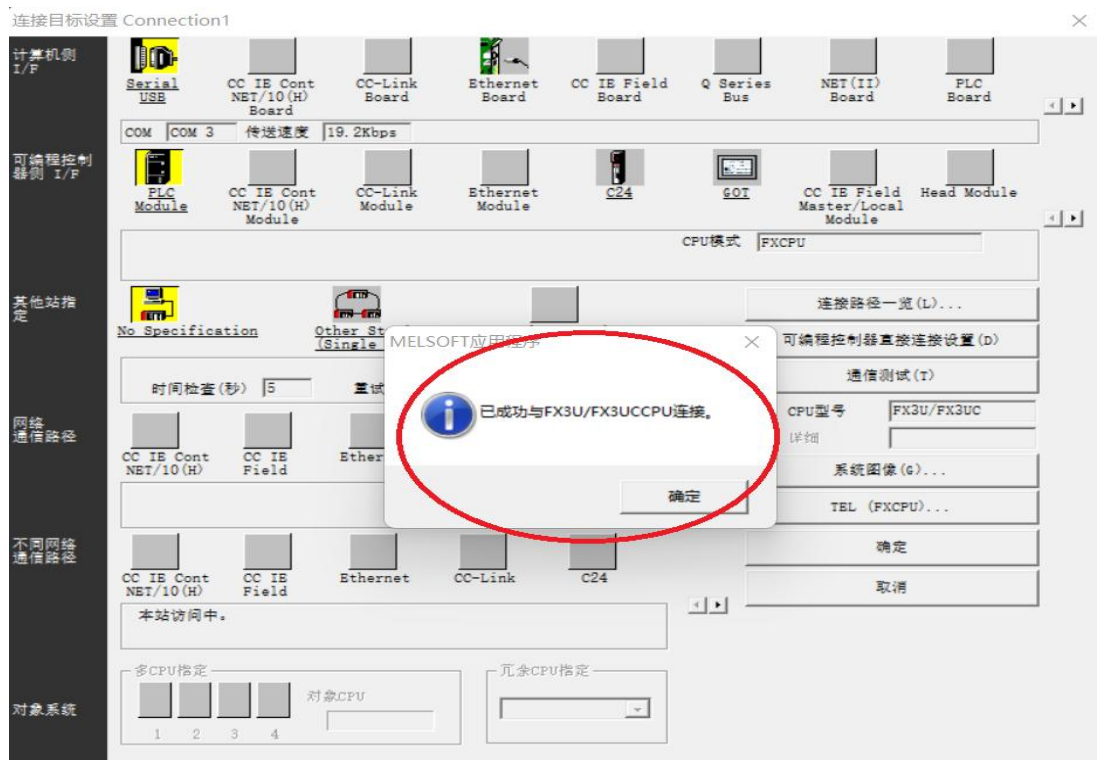 连接目标设置 Connection1
计算机侧
I/F
Serial
USB
CC IE Cont
NET/10(H)
Board
CC-Link
Board
Ethernet
Board
CC IE Field
Board
Q Series
Bus
NET(II)
Board
PLC
Board
COM COM 3 传送速度 19.2Kbps
可编程控制
器侧 I/F
PLC
Module
CC IE Cont
NET/10(H)
Module
CC-Link
Module
Ethernet
Module
C24
GOT
CC IE Field
Master/Local
Module
Head Module
CPU模式 FXCPU
其他站指
定
No Specification
Other
(Single
连接路径一览(L)...
可编程控制器直接连接设置(D)
通信测试(T)
MELSOFT应用程序
已成功与FX3U/FX3UCCPU连接。
确定
时间检查(秒) 5 重试
CPU型号 FX3U/FX3UC
详细
系统图像(G)...
TEL (FXCPU)...
确定
取消
网络
通信路径
CC IE Cont
NET/10(H)
CC IE
Field
Ether
不同网络
通信路径
CC IE Cont
NET/10(H)
CC IE
Field
Ethernet
CC-Link
C24
本站访问中。
对象系统
多CPU指定
1 2 3 4
对象CPU
冗余CPU指定